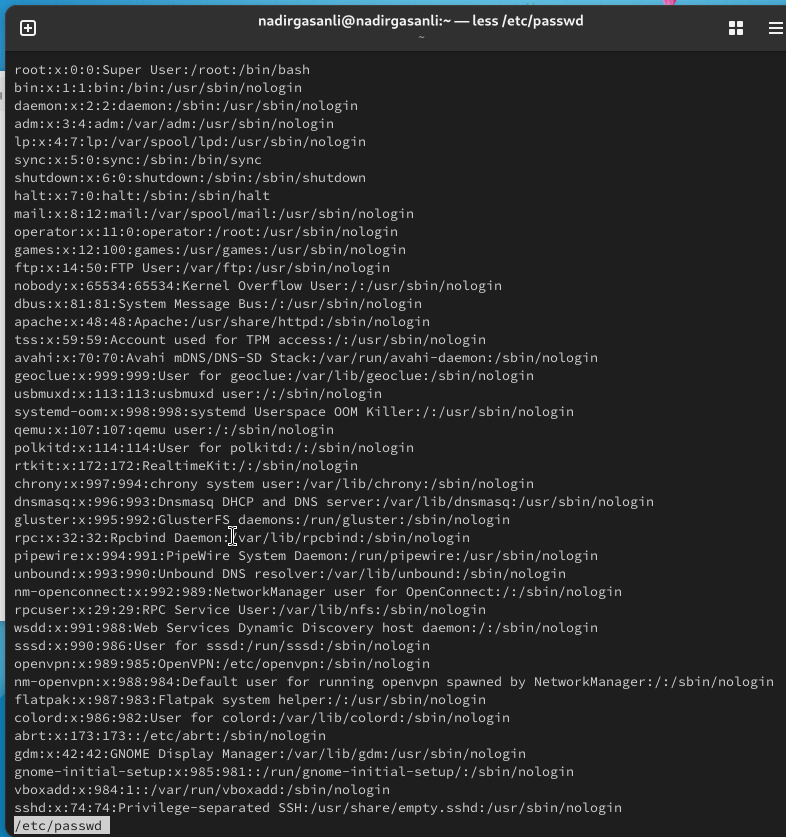 nadirgasanli@nadirgasanli:~ — less /etc/passwd
~
root:x:0:0:Super User:/root:/bin/bash
bin:x:1:1:bin:/bin:/usr/sbin/nologin
daemon:x:2:2:daemon:/sbin:/usr/sbin/nologin
adm:x:3:4:adm:/var/adm:/usr/sbin/nologin
lp:x:4:7:lp:/var/spool/lpd:/usr/sbin/nologin
sync:x:5:0:sync:/sbin:/bin/sync
shutdown:x:6:0:shutdown:/sbin:/sbin/shutdown
halt:x:7:0:halt:/sbin:/sbin/halt
mail:x:8:12:mail:/var/spool/mail:/usr/sbin/nologin
operator:x:11:0:operator:/root:/usr/sbin/nologin
games:x:12:100:games:/usr/games:/usr/sbin/nologin
ftp:x:14:50:FTP User:/var/ftp:/usr/sbin/nologin
nobody:x:65534:65534:Kernel Overflow User:/:/usr/sbin/nologin
dbus:x:81:81:System Message Bus:/:/usr/sbin/nologin
apache:x:48:48:Apache:/usr/share/httpd:/sbin/nologin
tss:x:59:59:Account used for TPM access:/:/usr/sbin/nologin
avahi:x:70:70:Avahi mDNS/DNS-SD Stack:/var/run/avahi-daemon:/sbin/nologin
geoclue:x:999:999:User for geoclue:/var/lib/geoclue:/sbin/nologin
usbmuxd:x:113:113:usbmuxd user:/:/sbin/nologin
systemd-oom:x:998:998:systemd Userspace OOM Killer:/:/usr/sbin/nologin
qemu:x:107:107:qemu user:/:/sbin/nologin
polkitd:x:114:114:User for polkitd:/:/sbin/nologin
rtkit:x:172:172:RealtimeKit:/:/sbin/nologin
chrony:x:997:994:chrony system user:/var/lib/chrony:/sbin/nologin
dnsmasq:x:996:993:Dnsmasq DHCP and DNS server:/var/lib/dnsmasq:/usr/sbin/nologin
gluster:x:995:992:GlusterFS daemons:/run/gluster:/sbin/nologin
rpc:x:32:32:Rpcbind Daemon:/var/lib/rpcbind:/sbin/nologin
pipewire:x:994:991:PipeWire System Daemon:/run/pipewire:/usr/sbin/nologin
unbound:x:993:990:Unbound DNS resolver:/var/lib/unbound:/sbin/nologin
nm-openconnect:x:992:989:NetworkManager user for OpenConnect:/:/sbin/nologin
rpcuser:x:29:29:RPC Service User:/var/lib/nfs:/sbin/nologin
wsdd:x:991:988:Web Services Dynamic Discovery host daemon:/:/sbin/nologin
sssd:x:990:986:User for sssd:/run/sssd:/sbin/nologin
openvpn:x:989:985:OpenVPN:/etc/openvpn:/sbin/nologin
nm-openvpn:x:988:984:Default user for running openvpn spawned by NetworkManager:/:/sbin/nologin
flatpak:x:987:983:Flatpak system helper:/:/usr/sbin/nologin
colord:x:986:982:User for colord:/var/lib/colord:/sbin/nologin
abrt:x:173:173::/etc/abrt:/sbin/nologin
gdm:x:42:42:GNOME Display Manager:/var/lib/gdm:/usr/sbin/nologin
gnome-initial-setup:x:985:981::/run/gnome-initial-setup/:/sbin/nologin
vboxadd:x:984:1::/var/run/vboxadd:/sbin/nologin
sshd:x:74:74:Privilege-separated SSH:/usr/share/empty.sshd:/usr/sbin/nologin
/etc/passwd